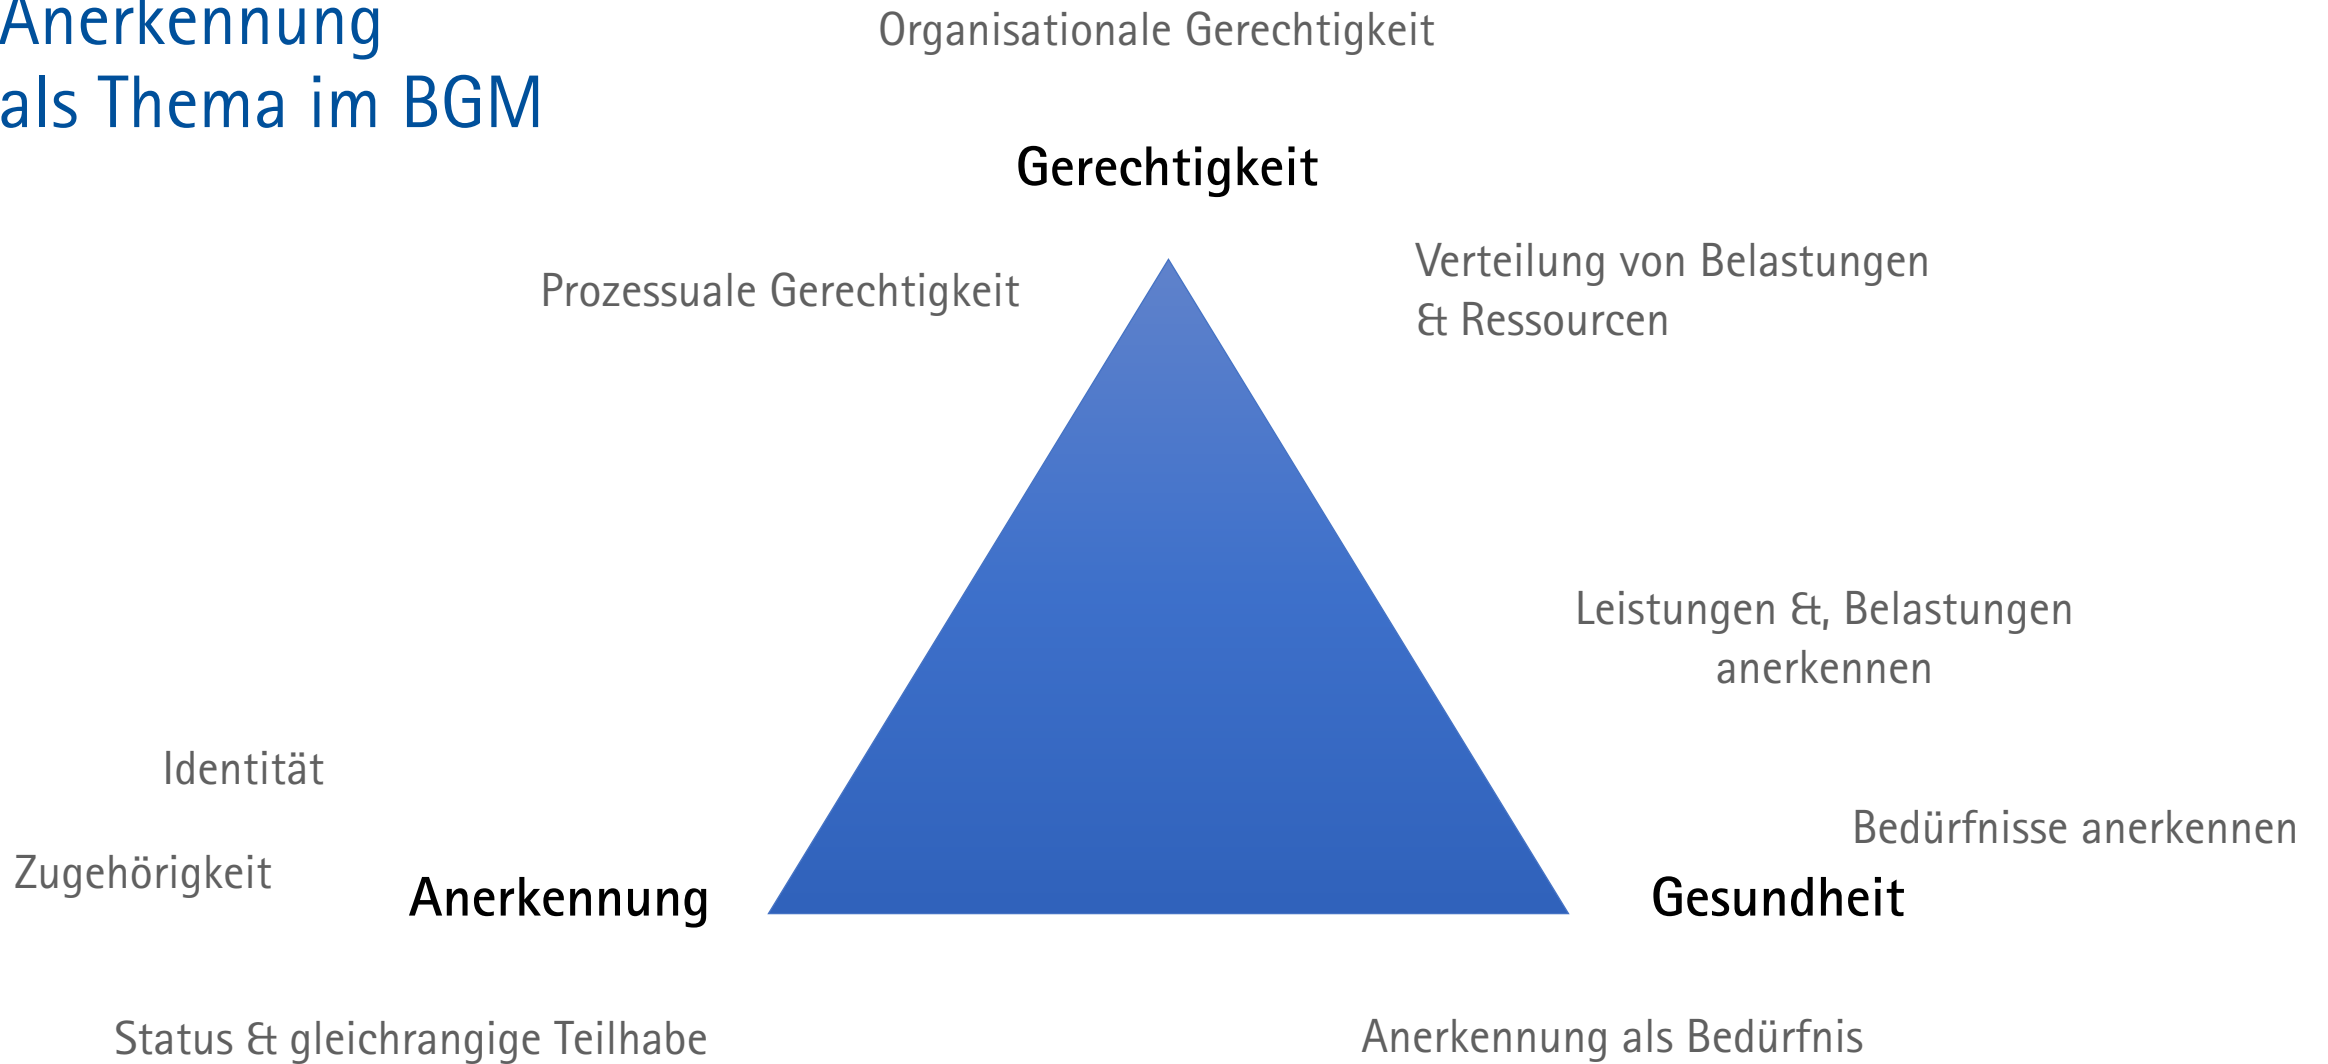 Anerkennung
als Thema im BGM
Organisationale Gerechtigkeit
Gerechtigkeit
Prozessuale Gerechtigkeit
Verteilung von Belastungen
& Ressourcen
Leistungen &, Belastungen
anerkennen
Identität
Bedürfnisse anerkennen
Zugehörigkeit
Anerkennung
Gesundheit
Status & gleichrangige Teilhabe
Anerkennung als Bedürfnis